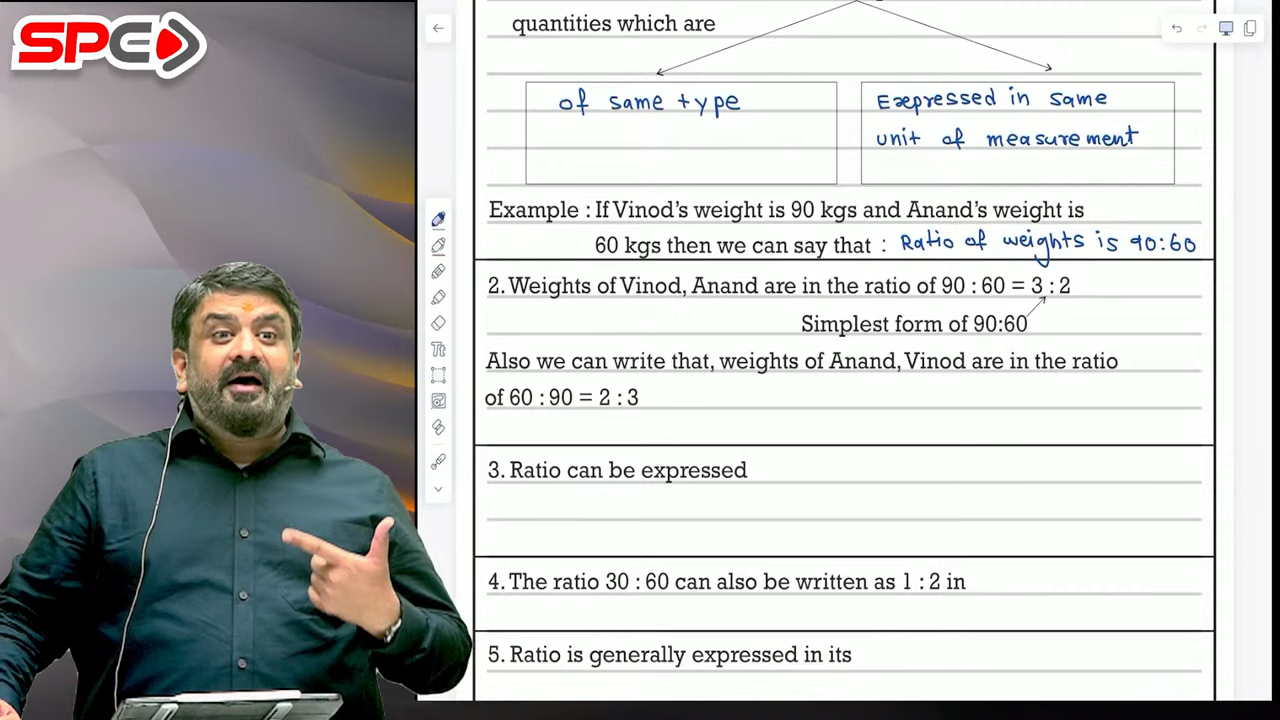 SPC
quantities which are
of same type
Expressed in same
unit of measurement
Example : If Vinod's weight is 90 kgs and Anand's weight is
60 kgs then we can say that : Ratio of weights is 90:60
2. Weights of Vinod, Anand are in the ratio of 90 : 60 = 3 : 2
Simplest form of 90:60
Also we can write that, weights of Anand, Vinod are in the ratio
of 60 : 90 = 2 : 3
3. Ratio can be expressed
4. The ratio 30 : 60 can also be written as 1 : 2 in
5. Ratio is generally expressed in its
Tt